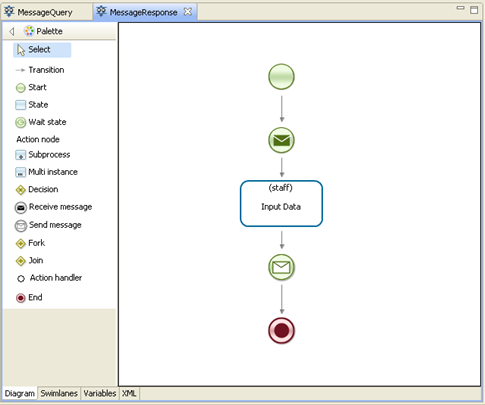 MessageQuery
MessageResponse
Palette
Select
Transition
Start
State
Wait state
Action node
Subprocess
Multi instance
Decision
Receive message
Send message
Fork
Join
Action handler
End
(staff)
Input Data
Diagram Swimlanes Variables XML